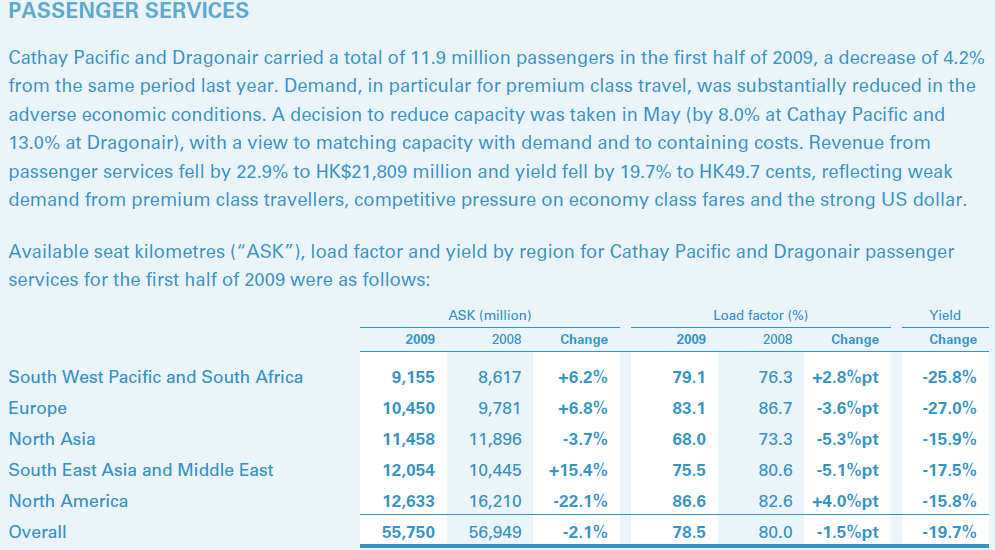 PASSENGER SERVICES
Cathay Pacific and Dragonair carried a total of 11.9 million passengers in the first half of 2009, a decrease of 4.2%
from the same period last year. Demand, in particular for premium class travel, was substantially reduced in the
adverse economic conditions. A decision to reduce capacity was taken in May (by 8.0% at Cathay Pacific and
13.0% at Dragonair), with a view to matching capacity with demand and to containing costs. Revenue from
passenger services fell by 22.9% to HK$21,809 million and yield fell by 19.7% to HK49.7 cents, reflecting weak
demand from premium class travellers, competitive pressure on economy class fares and the strong US dollar.
Available seat kilometres (“ASK”), load factor and yield by region for Cathay Pacific and Dragonair passenger
services for the first half of 2009 were as follows:
ASK (million) Load factor (%) Yield
2009 2008 Change 2009 2008 Change Change
South West Pacific and South Africa 9,155 8,617 +6.2% 79.1 76.3 +2.8%pt -25.8%
Europe 10,450 9,781 +6.8% 83.1 86.7 -3.6%pt -27.0%
North Asia 11,458 11,896 -3.7% 68.0 73.3 -5.3%pt -15.9%
South East Asia and Middle East 12,054 10,445 +15.4% 75.5 80.6 -5.1%pt -17.5%
North America 12,633 16,210 -22.1% 86.6 82.6 +4.0%pt -15.8%
Overall 55,750 56,949 -2.1% 78.5 80.0 -1.5%pt -19.7%